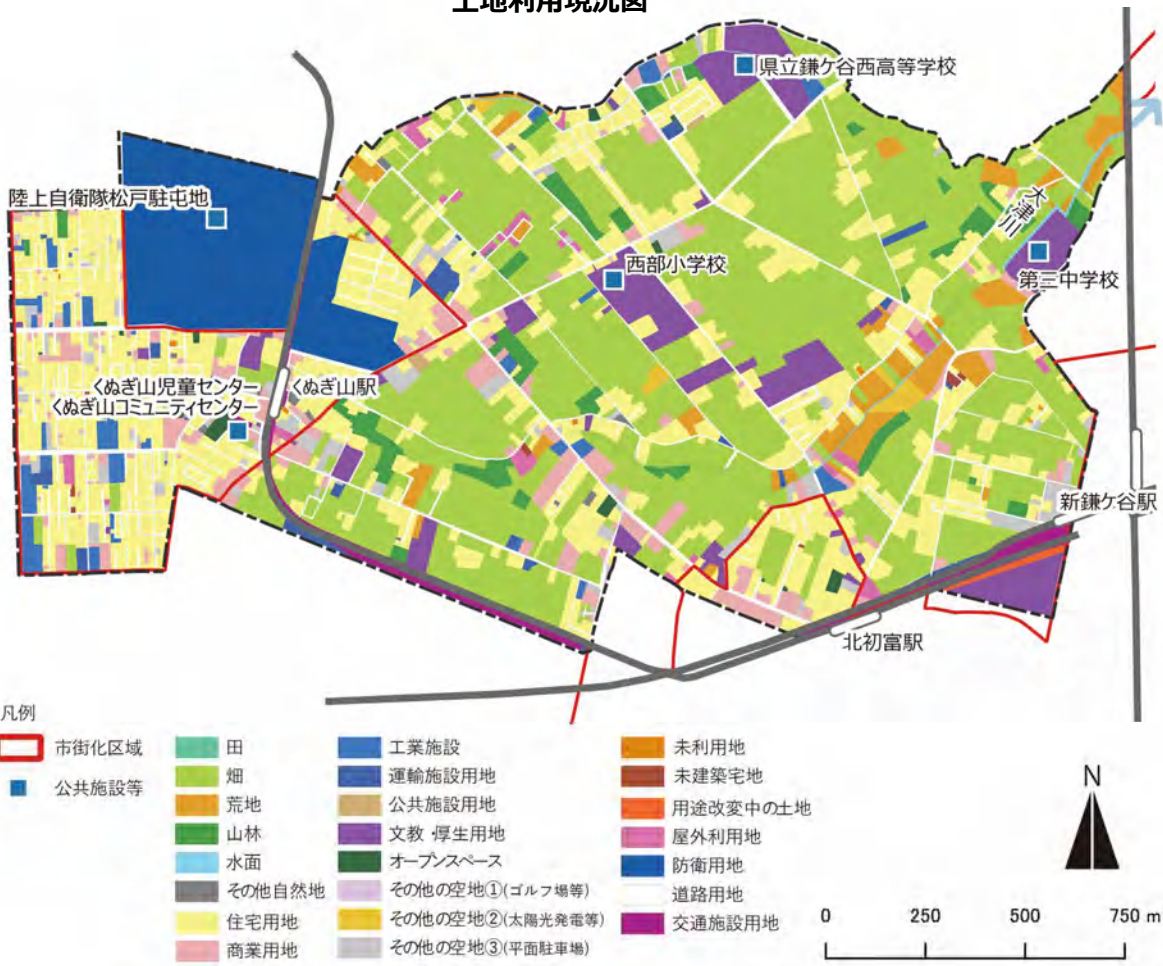 土地利用現況図
県立鎌ケ谷西高等学校
陸上自衛隊松戸駐屯地
大津川
西部小学校
第三中学校
くぬぎ山児童センター
くぬぎ山コミュニティセンター
くぬぎ山駅
新鎌ケ谷駅
北初富駅
凡例
市街化区域
公共施設等
田
畑
荒地
山林
水面
その他自然地
住宅用地
商業用地
工業施設
運輸施設用地
公共施設用地
文教・厚生用地
オープンスペース
その他の空地①(ゴルフ場等)
その他の空地②(太陽光発電等)
その他の空地③(平面駐車場)
未利用地
未建築宅地
用途改変中の土地
屋外利用地
防衛用地
道路用地
交通施設用地
N
0 250 500 750 m